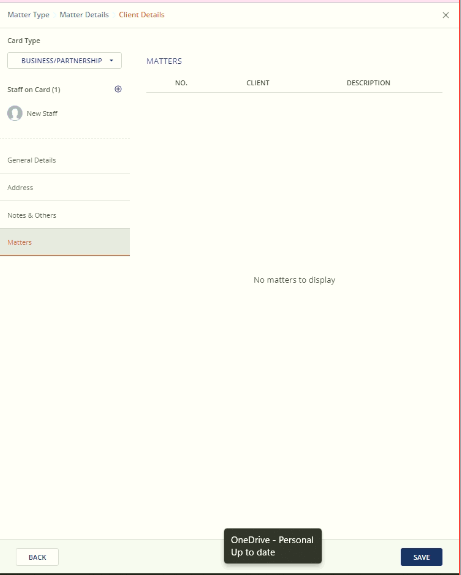 Matter Type Matter Details Client Details
Card Type
BUSINESS/PARTNERSHIP
Staff on Card (1)
New Staff
General Details
Address
Notes & Others
Matters
MATTERS
NO. CLIENT DESCRIPTION
No matters to display
OneDrive - Personal
Up to date
BACK
SAVE